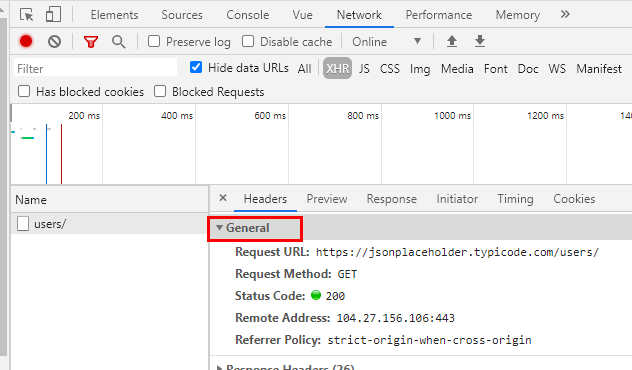 Elements Sources Console Vue Network Performance Memory »
Preserve log Disable cache Online
Filter Hide data URLs All XHR JS CSS Img Media Font Doc WS Manifest
Has blocked cookies Blocked Requests
200 ms 400 ms 600 ms 800 ms 1000 ms 1200 ms
Name × Headers Preview Response Initiator Timing Cookies
users/
General
Request URL: https://jsonplaceholder.typicode.com/users/
Request Method: GET
Status Code: 200
Remote Address: 104.27.156.106:443
Referrer Policy: strict-origin-when-cross-origin
Response Headers (26)